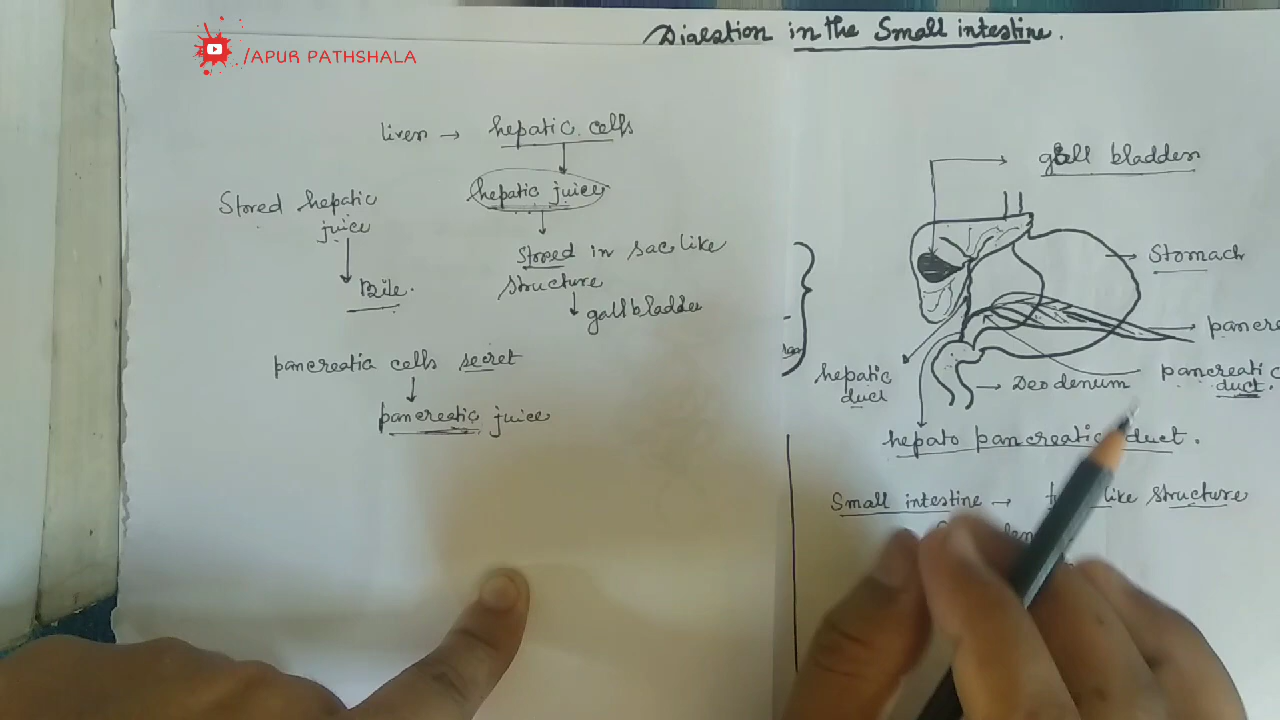 /APUR PATHSHALA
Digestion in the Small intestine.
liver → hepatic cells
hepatic juice
Stored hepatic
juice
Stored in sac like
structure
Bile.
gallbladder
pancreatic cells secret
pancreatic juice
gall bladder
Stomach
pancre
hepatic
duct
Deodenum
pancreatic
duct.
hepato pancreatic duct.
Small intestine → like structure